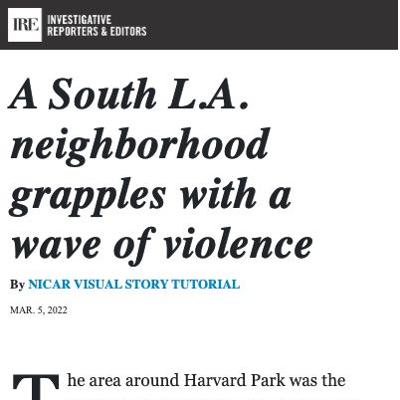 IRE
INVESTIGATIVE
REPORTERS & EDITORS
A South L.A.
neighborhood
grapples with a
wave of violence
By NICAR VISUAL STORY TUTORIAL
MAR. 5, 2022
The area around Harvard Park was the